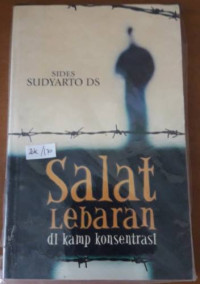 SIDES
SUDYARTO DS
Salat
Lebaran
di kamp konsentrasi